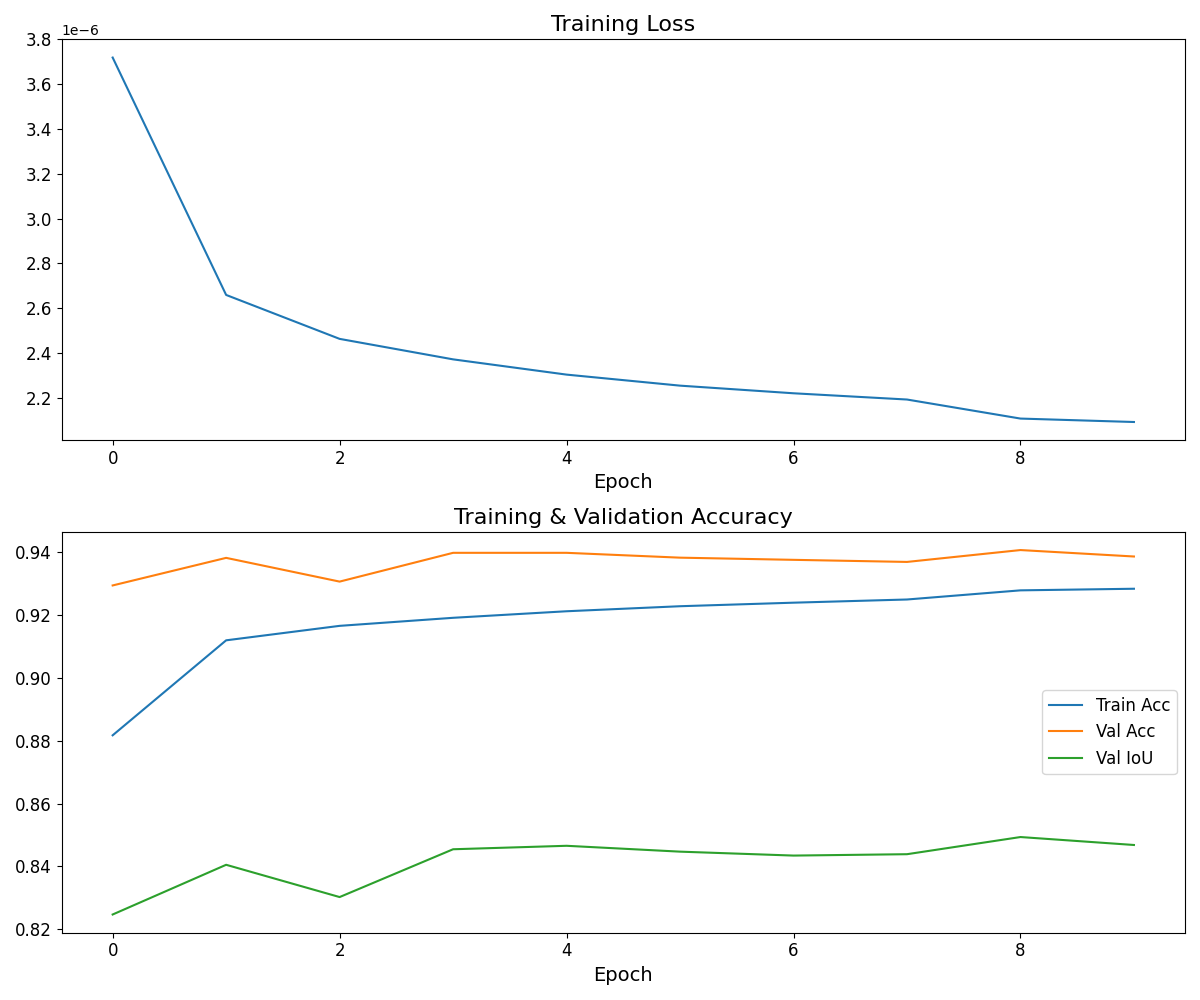 Training Loss
1e−6
3.8
3.6
3.4
3.2
3.0
2.8
2.6
2.4
2.2
0 2 4 6 8
Epoch
Training & Validation Accuracy
0.94
0.92
0.90
0.88
0.86
0.84
0.82
Train Acc
Val Acc
Val IoU
0 2 4 6 8
Epoch